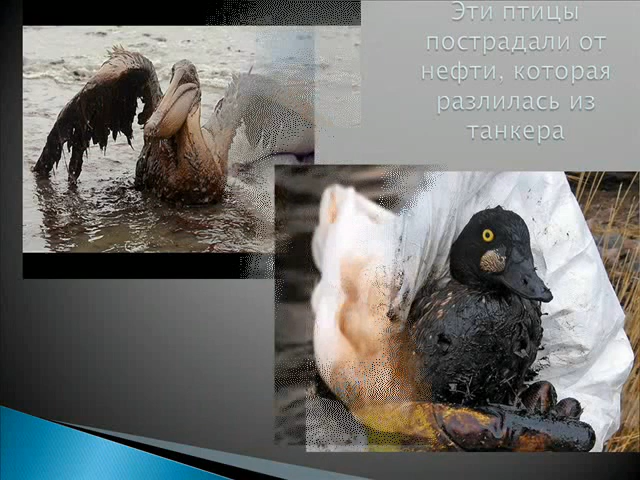 Эти птицы
пострадали от
нефти, которая
разлилась из
танкера